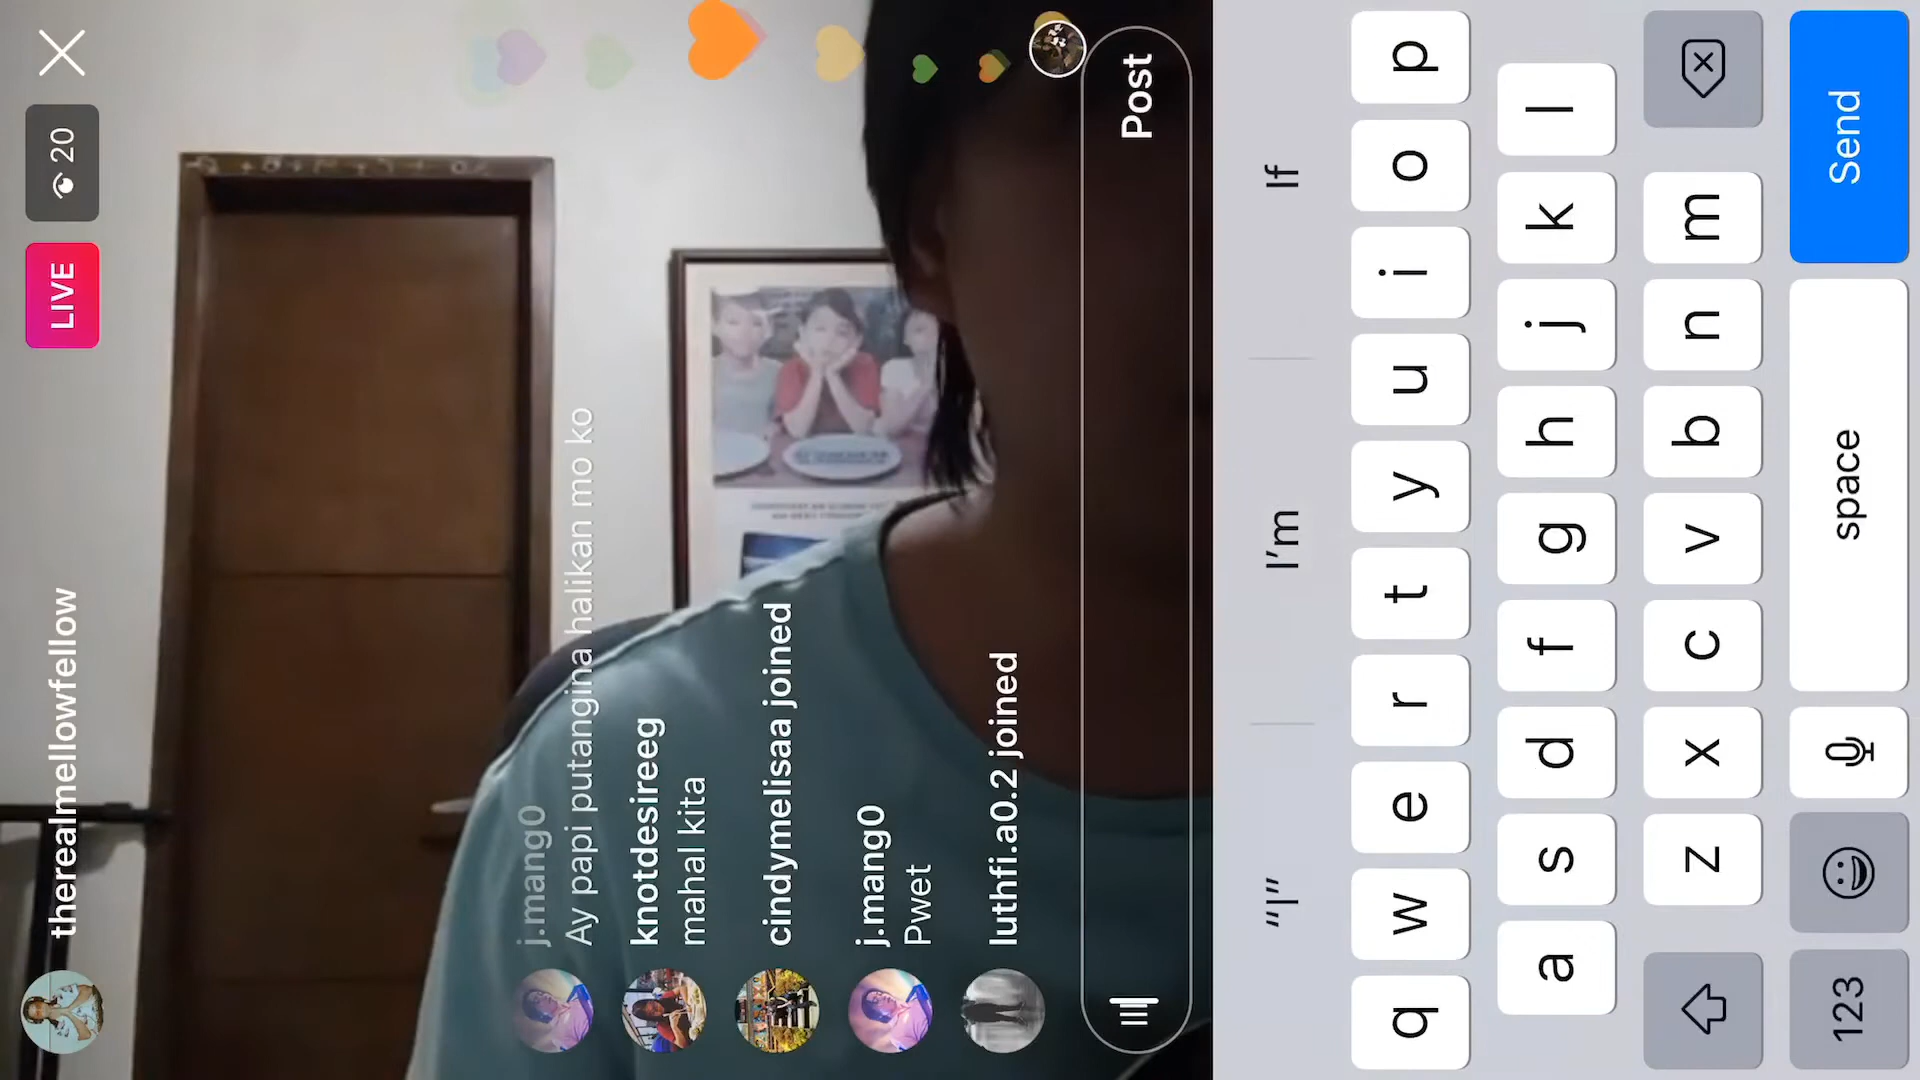 therealmellowfellow
LIVE
20
j.mang0
Ay papi putangina halikan mo ko
knotdesireeg
mahal kita
cindymelisaa joined
j.mang0
Pwet
luthfi.a0.2 joined
Post
“I”
I'm
If
q w e r t y u i o p
a s d f g h j k l
z x c v b n m
123
space
Send